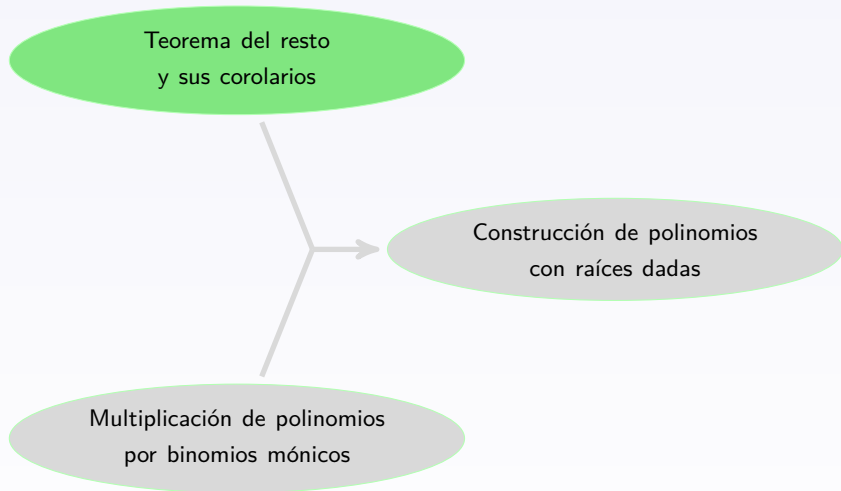 Teorema del resto
y sus corolarios
Construcción de polinomios
con raíces dadas
Multiplicación de polinomios
por binomios mónicos